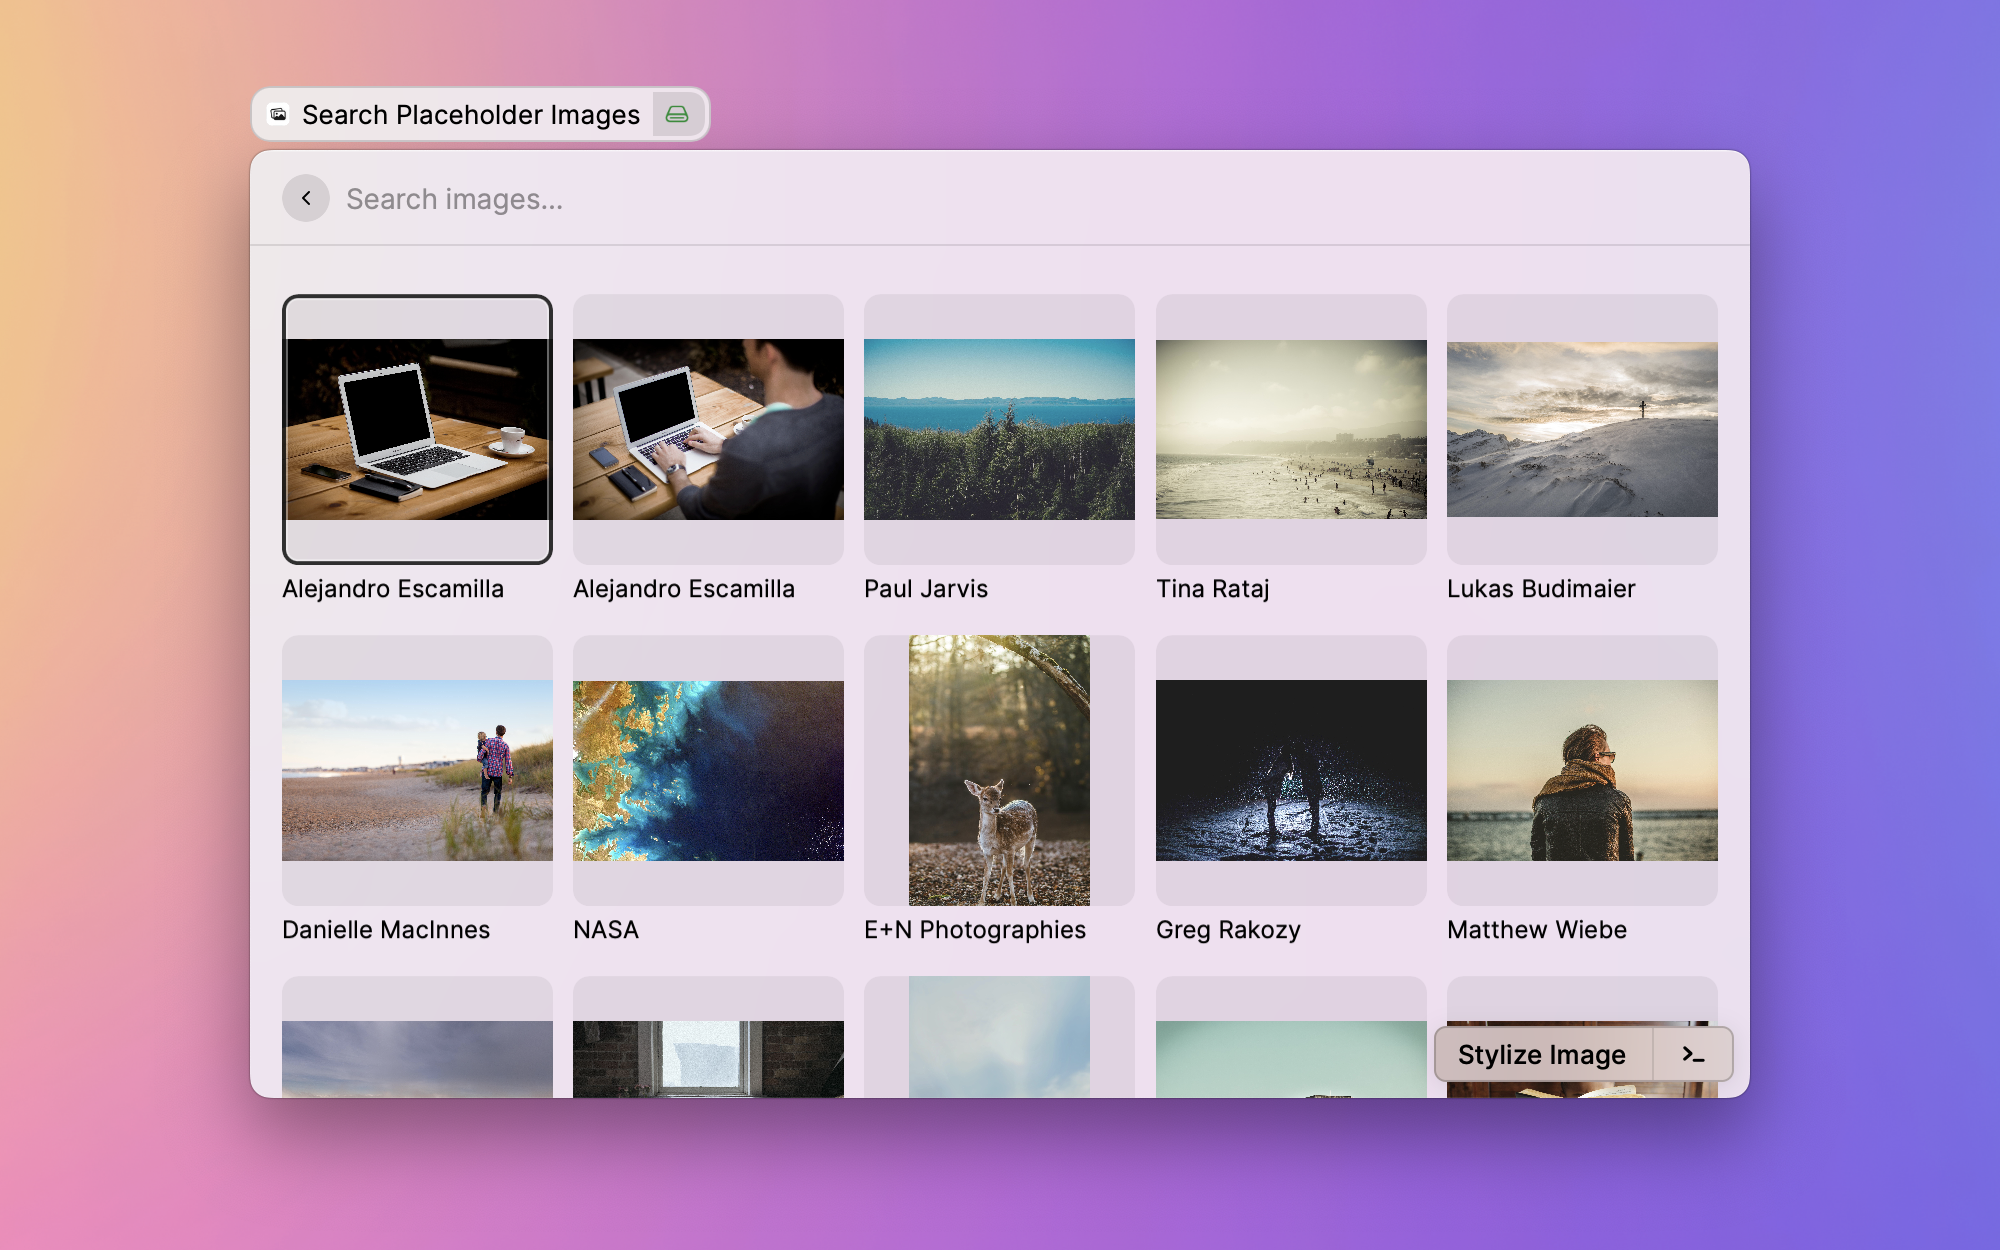 Search Placeholder Images
Search images...
Alejandro Escamilla
Alejandro Escamilla
Paul Jarvis
Tina Rataj
Lukas Budimaier
Danielle MacInnes
NASA
E+N Photographies
Greg Rakozy
Matthew Wiebe
Stylize Image